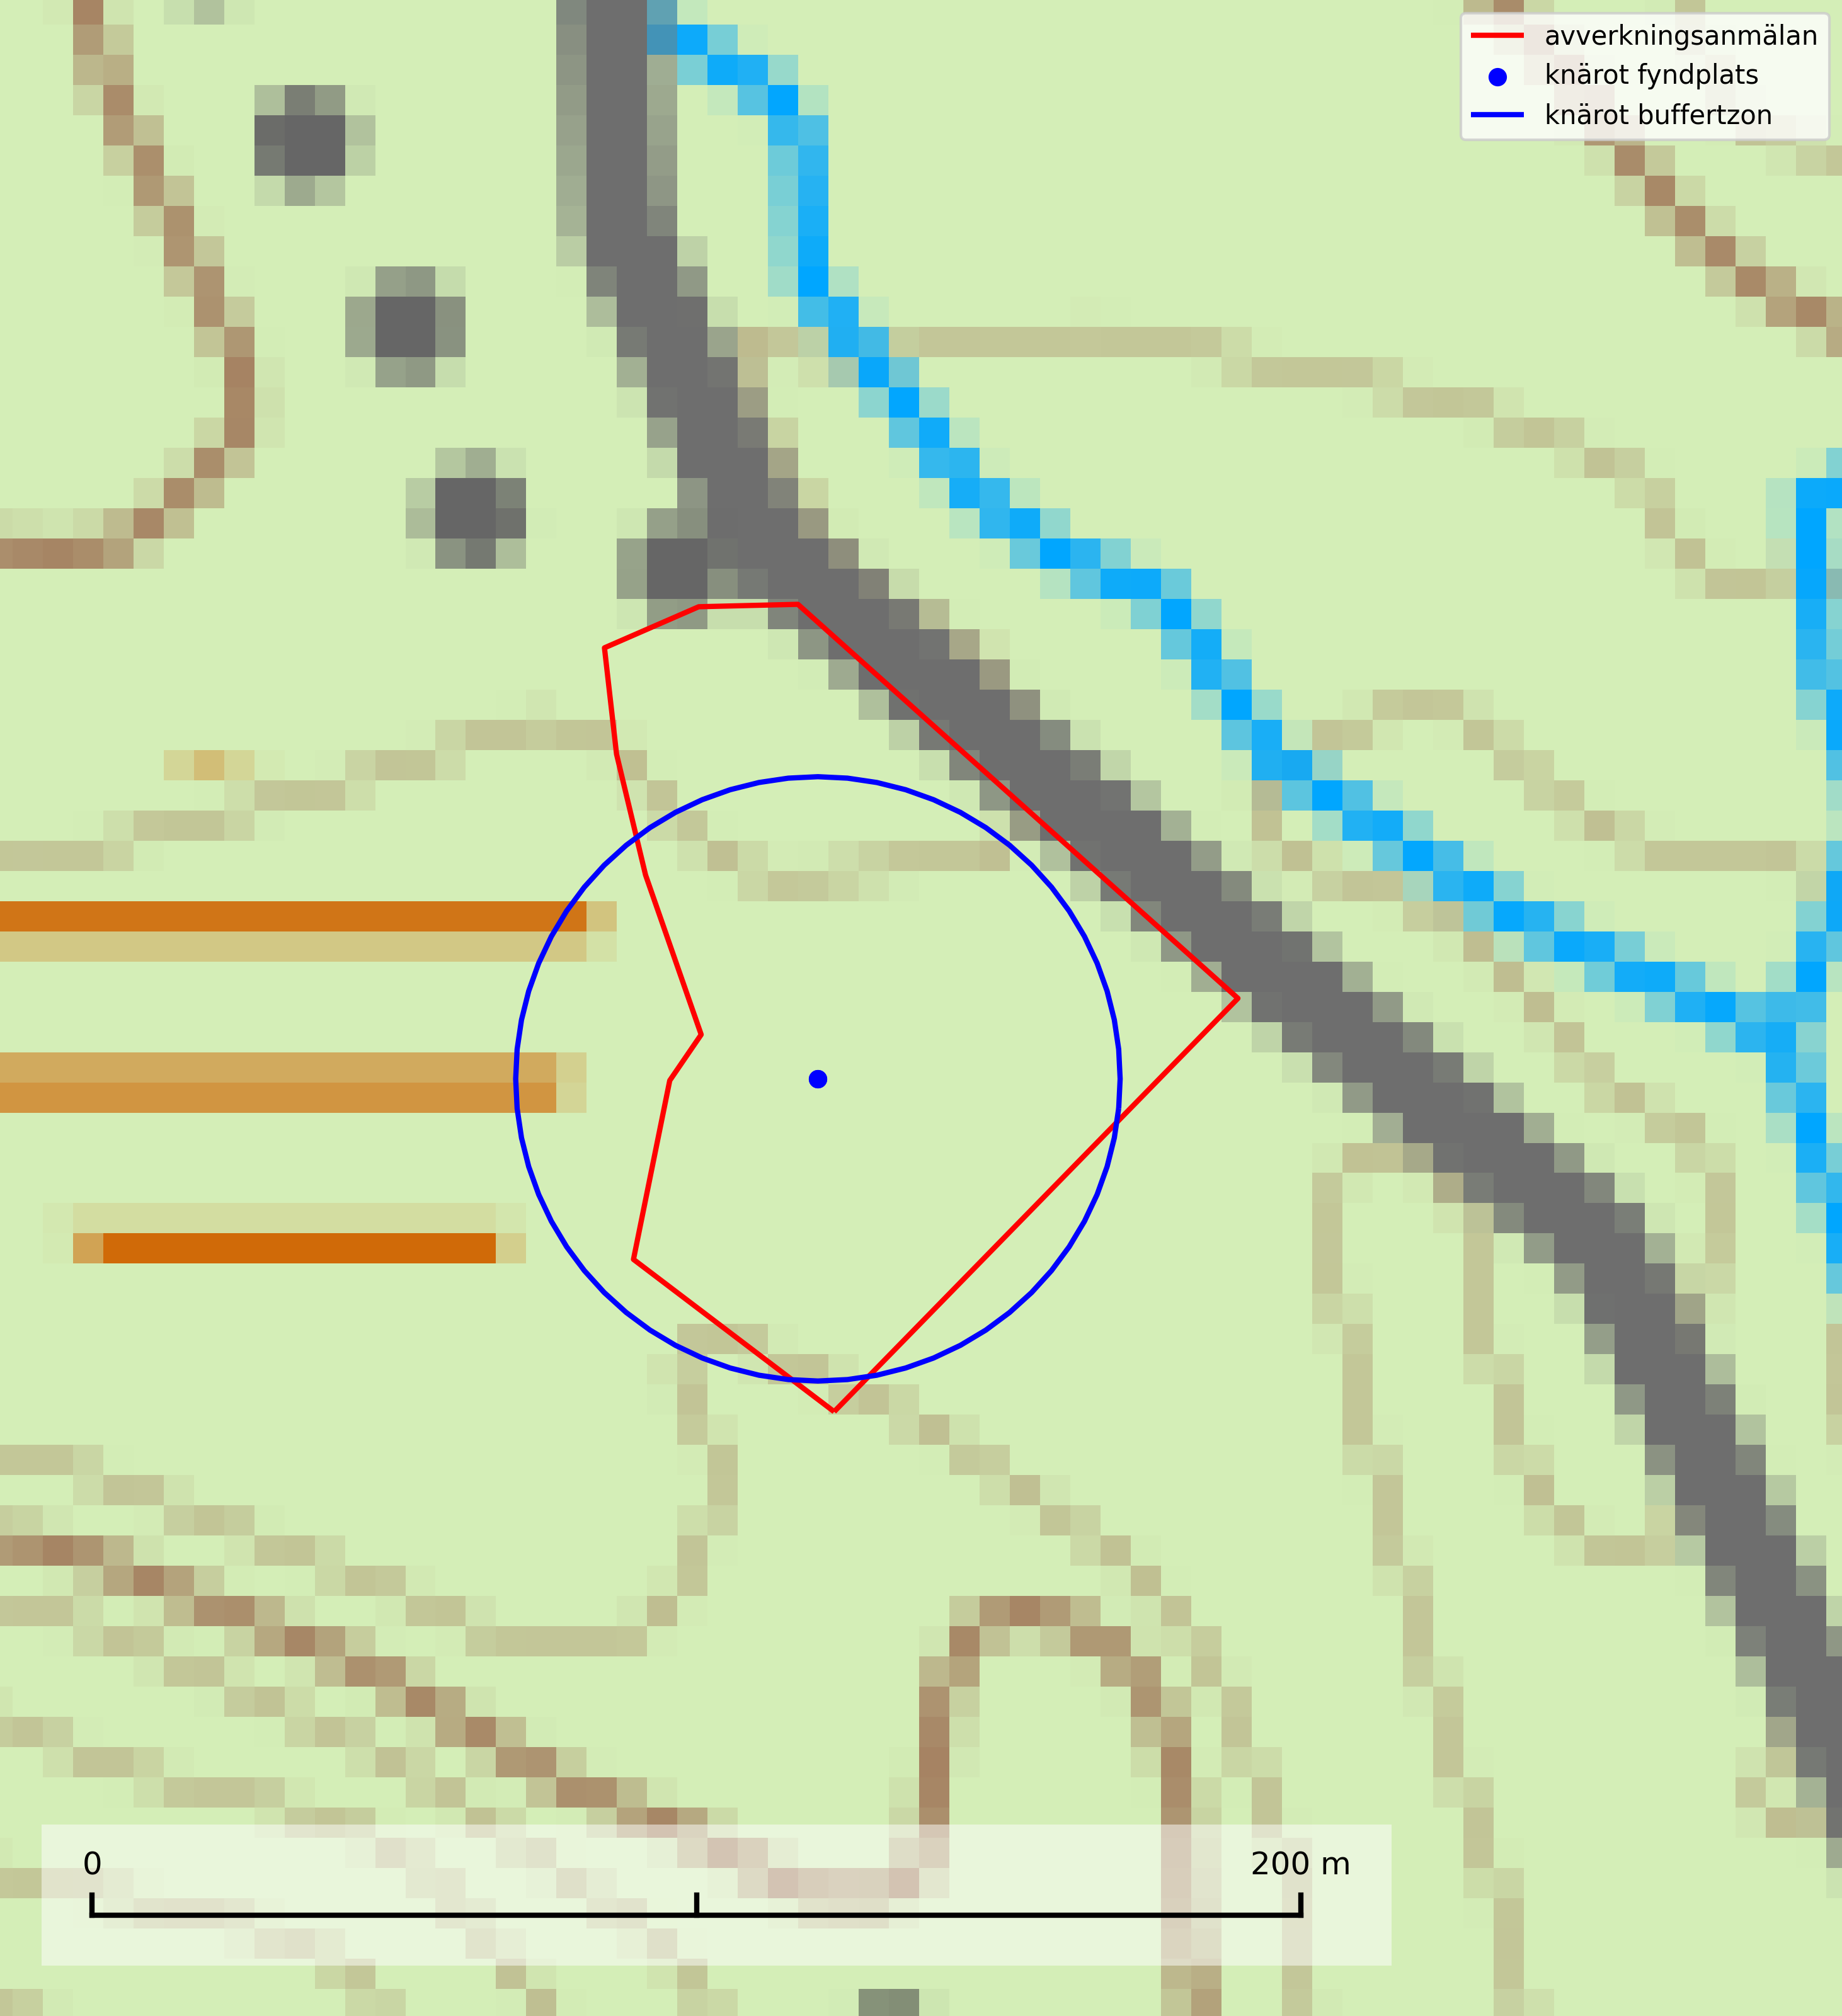 avverkningsanmälan
knärot fyndplats
knärot buffertzon
0 200 m